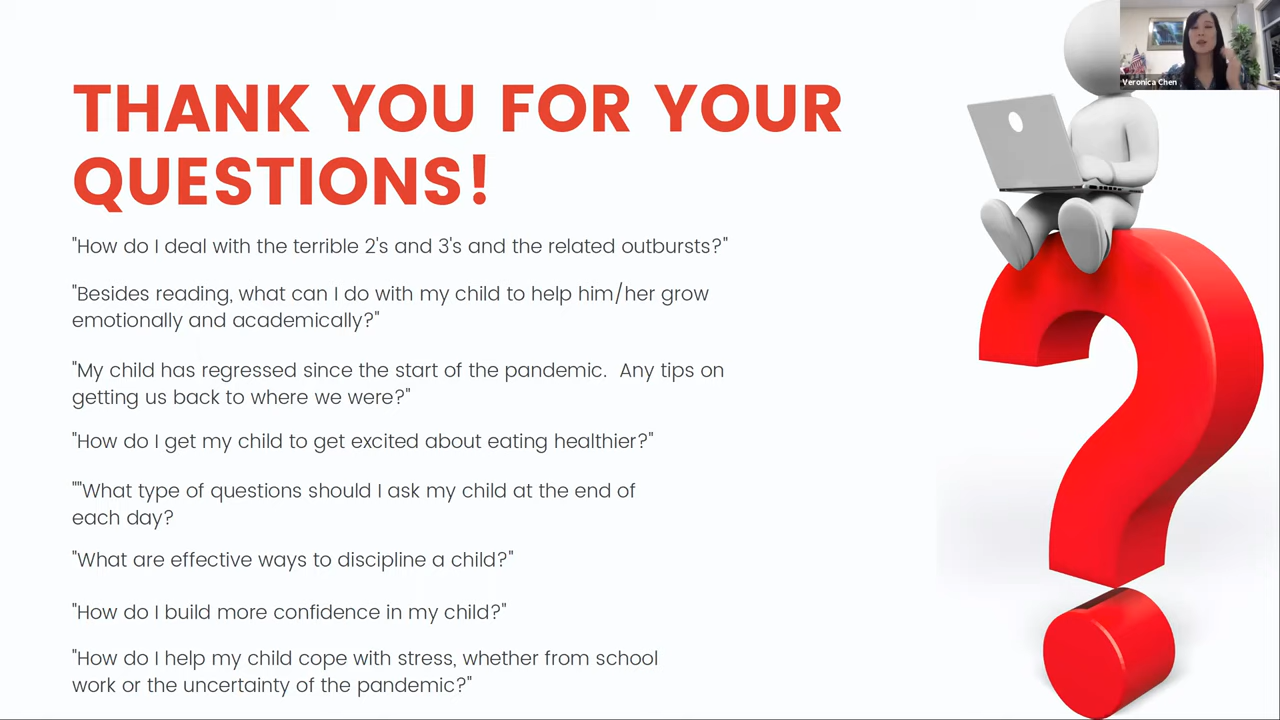 THANK YOU FOR YOUR
QUESTIONS!
"How do I deal with the terrible 2's and 3's and the related outbursts?"
"Besides reading, what can I do with my child to help him/her grow
emotionally and academically?"
"My child has regressed since the start of the pandemic.  Any tips on
getting us back to where we were?"
"How do I get my child to get excited about eating healthier?"
""What type of questions should I ask my child at the end of
each day?
"What are effective ways to discipline a child?"
"How do I build more confidence in my child?"
"How do I help my child cope with stress, whether from school
work or the uncertainty of the pandemic?"
Veronica Chen